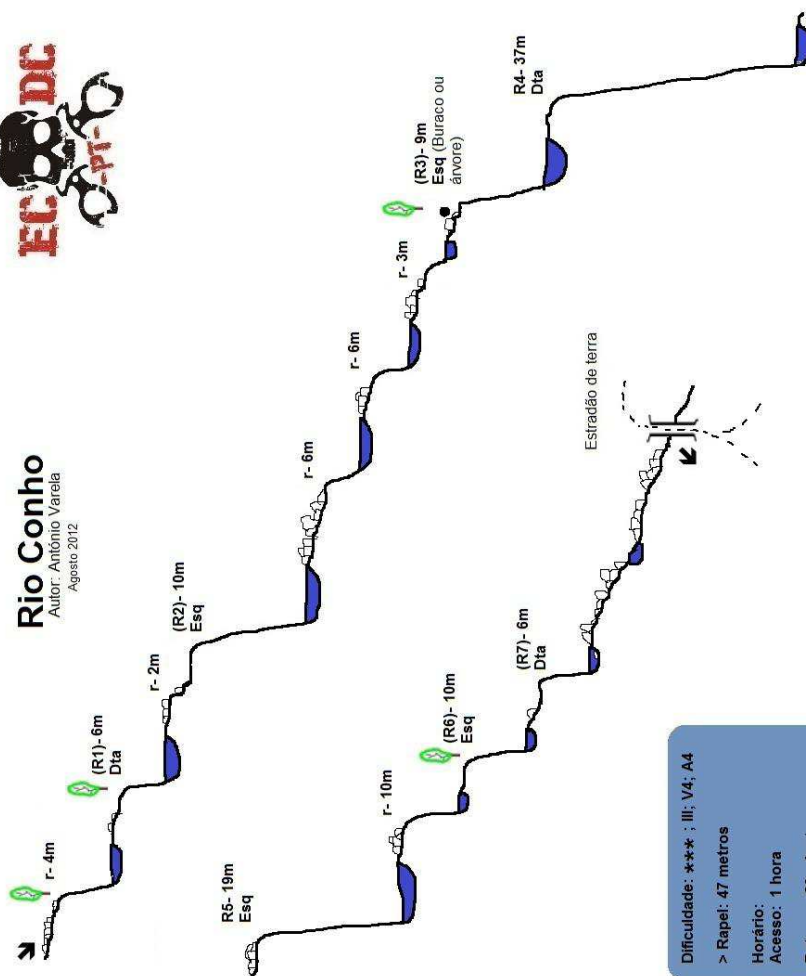 EC DC
-PT-
Rio Conho
Autor: António Varela
Agosto 2012
r- 4m
(R1)- 6m
Dta
r- 2m
(R2)- 10m
Esq
r- 6m
r- 6m
r- 3m
(R3)- 9m
Esq (Buraco ou
árvore)
R4- 37m
Dta
R5- 19m
Esq
r- 10m
(R6)- 10m
Esq
(R7)- 6m
Dta
Estradão de terra
Dificuldade: *** ; III; V4; A4
> Rapel: 47 metros
Horário:
Acesso: 1 hora